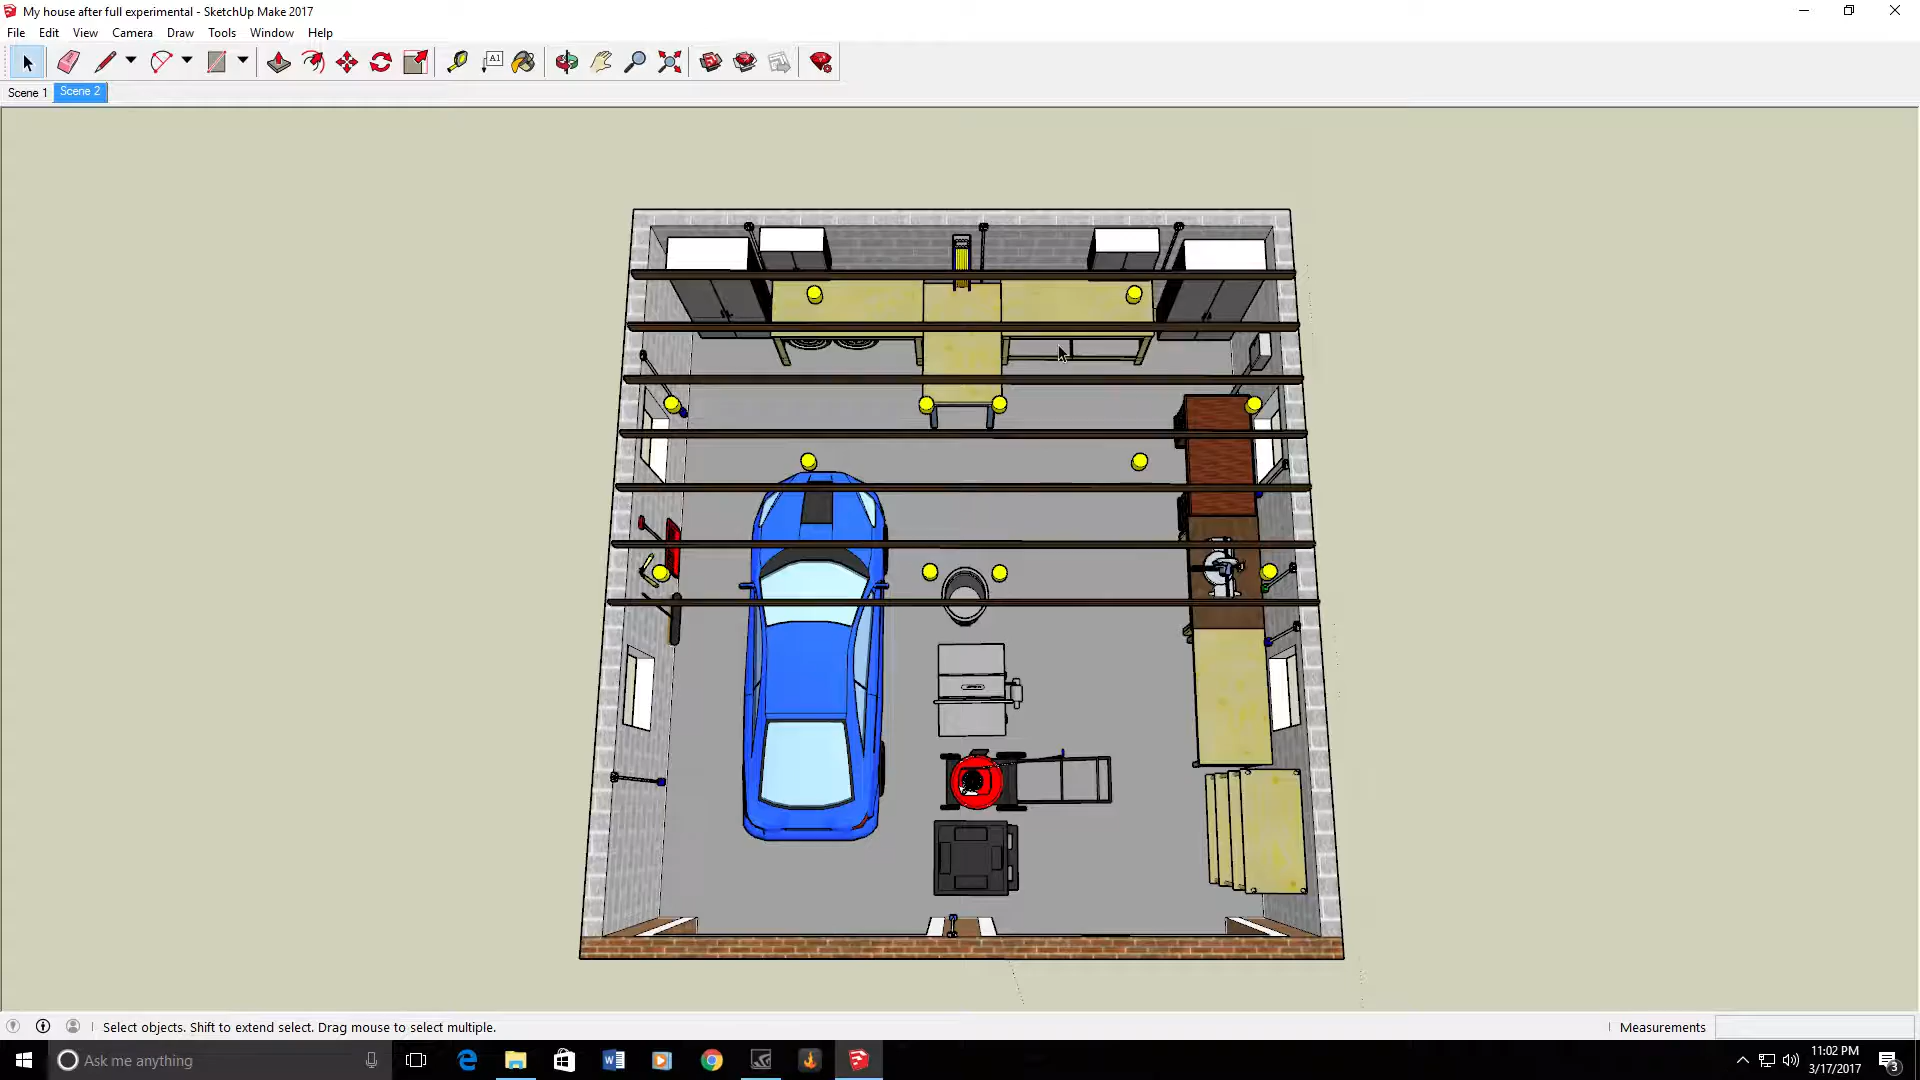 My house after full experimental - SketchUp Make 2017
File Edit View Camera Draw Tools Window Help
A1
Scene 1 Scene 2
Select objects. Shift to extend select. Drag mouse to select multiple.
Measurements
Ask me anything
11:02 PM
3/17/2017
3